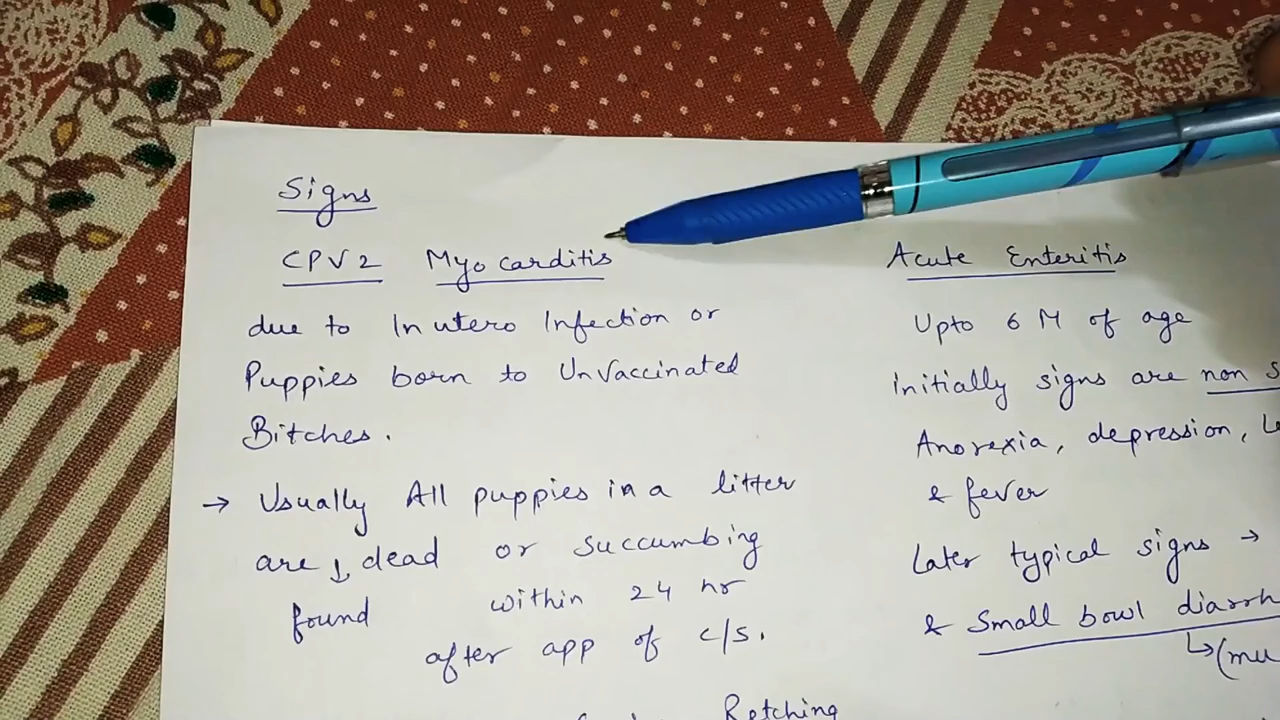 Signs
CPV2 Myocarditis
due to In utero Infection or
Puppies born to Unvaccinated
Bitches.
→ Usually All puppies in a litter
are ↓ dead or succumbing
found within 24 hr
after app of c/s.
Retching
Acute Enteritis
Upto 6 M of age
initially signs are non
Anorexia, depression,
& fever
Later typical signs →
& Small bowl